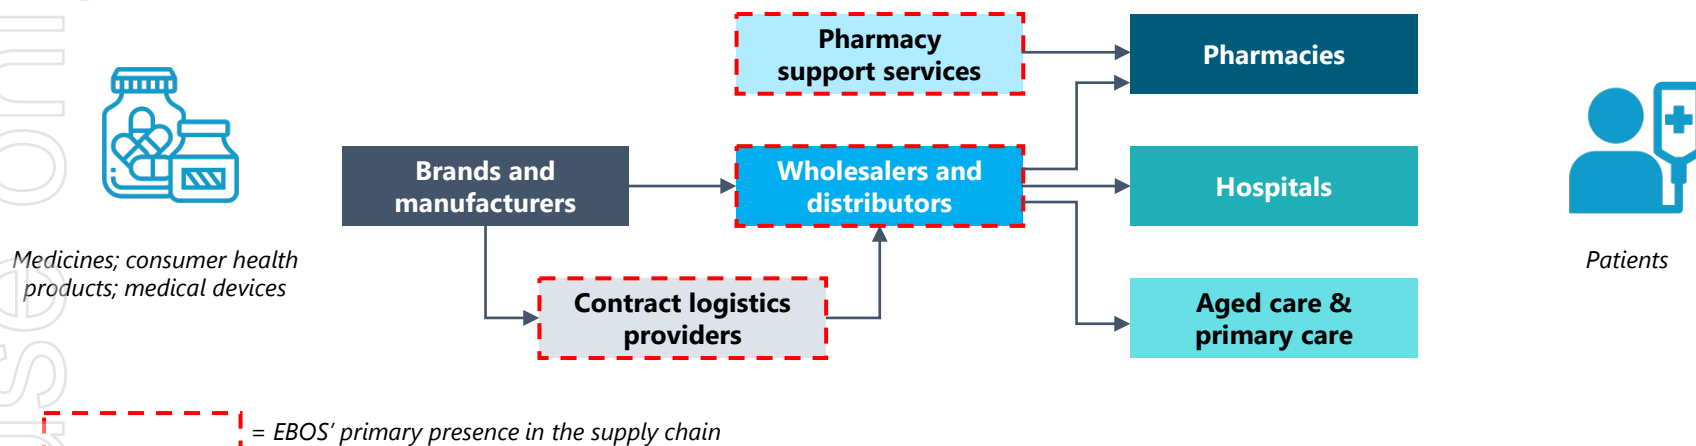 Pharmacy
support services
Pharmacies
Brands and
manufacturers
Wholesalers and
distributors
Hospitals
Medicines; consumer health
products; medical devices
Patients
Contract logistics
providers
Aged care &
primary care
= EBOS’ primary presence in the supply chain